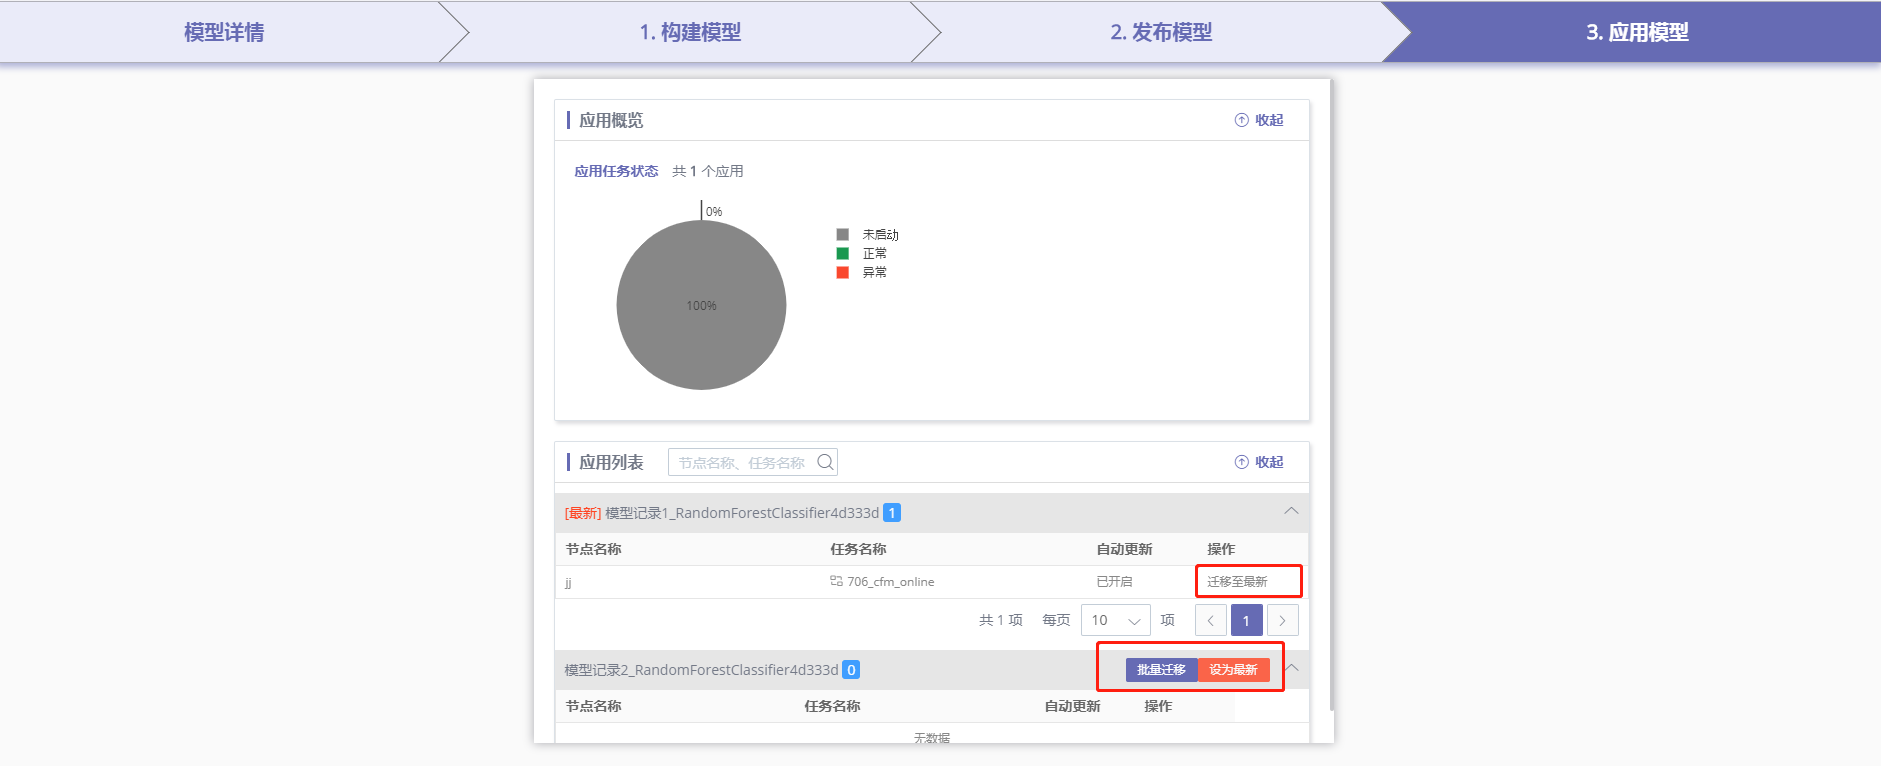 模型详情
1. 构建模型
2. 发布模型
3. 应用模型
应用概览
收起
应用任务状态 共 1 个应用
0%
100%
未启动
正常
异常
应用列表
节点名称、任务名称
收起
[最新] 模型记录1_RandomForestClassifier4d333d 1
节点名称 任务名称 自动更新 操作
jj 706_cfm_online 已开启 迁移至最新
共 1 项 每页 10 项 1
模型记录2_RandomForestClassifier4d333d 0 批量迁移 设为最新
节点名称 任务名称 自动更新 操作
无数据